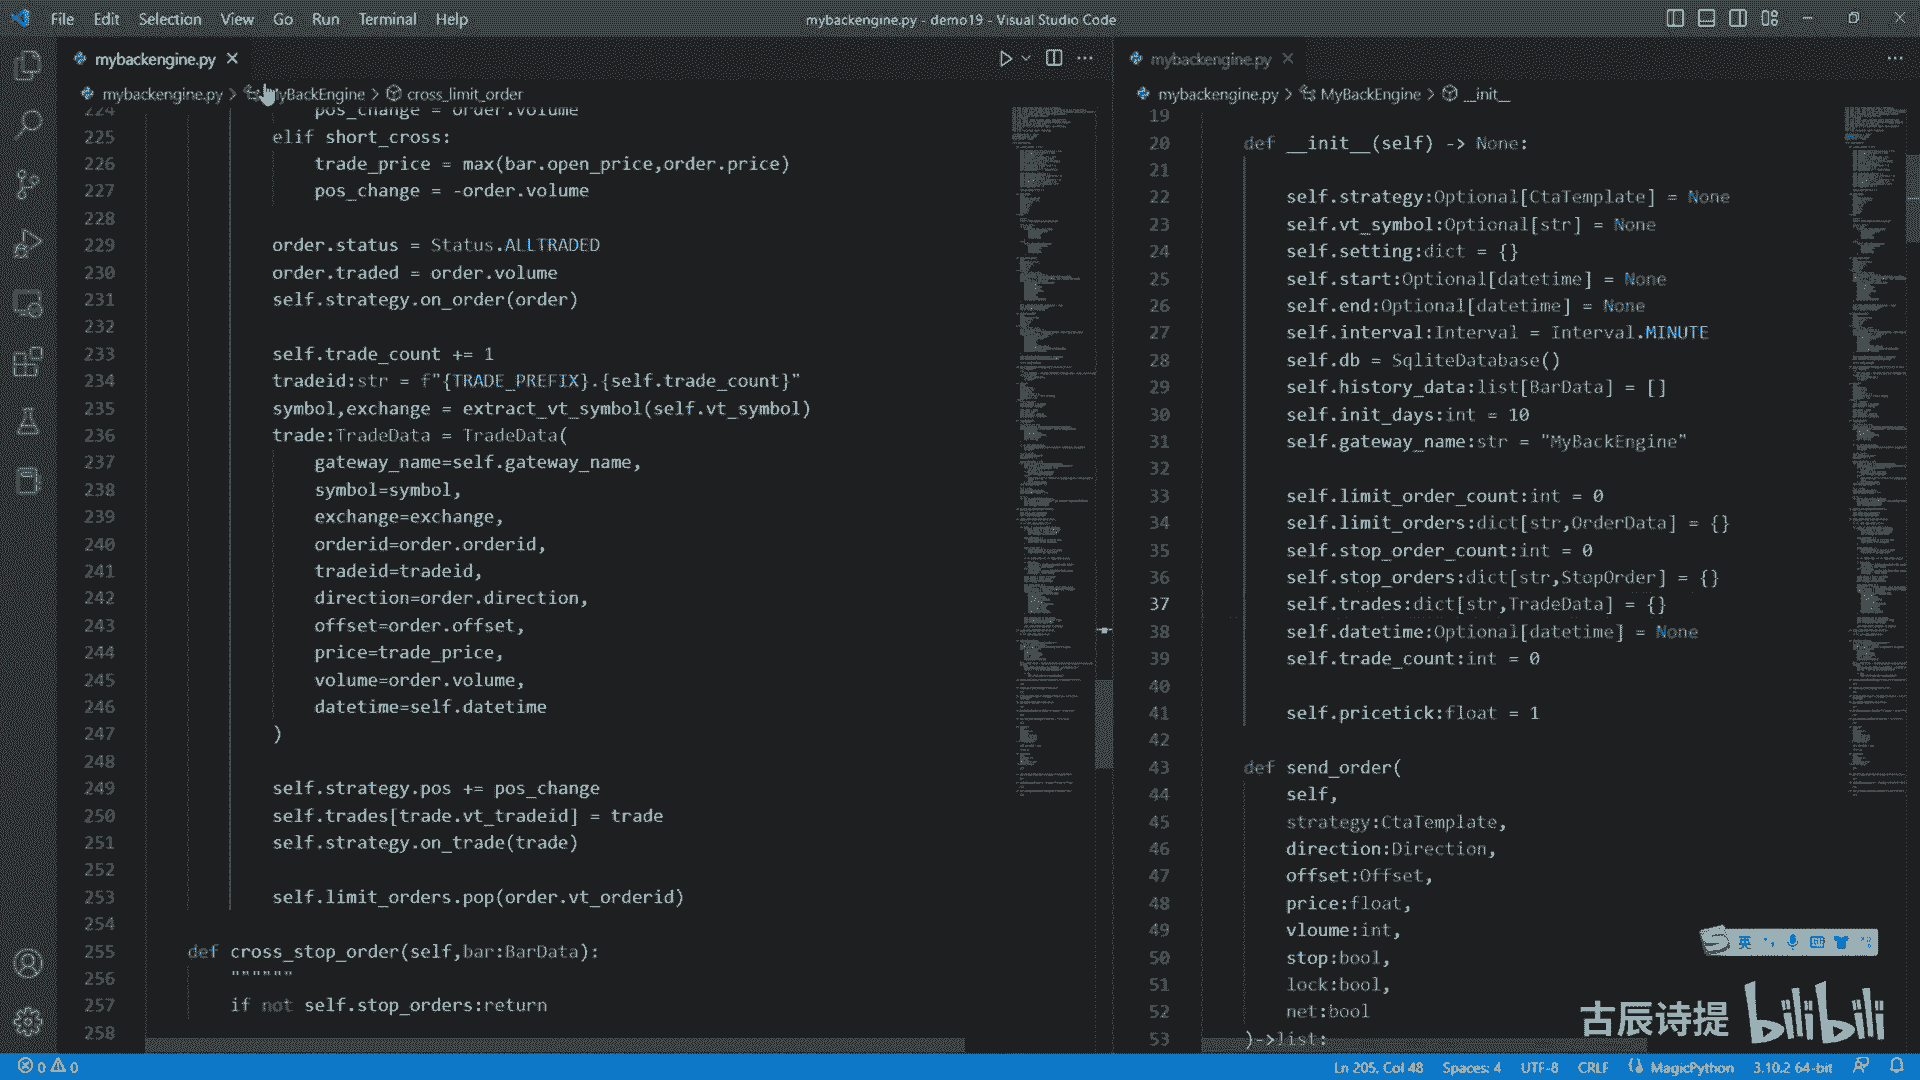 File Edit Selection View Go Run Terminal Help
mybackengine.py - demo19 - Visual Studio Code
mybackengine.py
mybackengine.py > MyBackEngine > cross_limit_order
224 pos_change = order.volume
225 elif short_cross:
226 trade_price = max(bar.open_price,order.price)
227 pos_change = -order.volume
228
229 order.status = Status.ALLTRADED
230 order.traded = order.volume
231 self.strategy.on_order(order)
232
233 self.trade_count += 1
234 tradeid:str = f"{TRADE_PREFIX}.{self.trade_count}"
235 symbol,exchange = extract_vt_symbol(self.vt_symbol)
236 trade:TradeData = TradeData(
237 gateway_name=self.gateway_name,
238 symbol=symbol,
239 exchange=exchange,
240 orderid=order.orderid,
241 tradeid=tradeid,
242 direction=order.direction,
243 offset=order.offset,
244 price=trade_price,
245 volume=order.volume,
246 datetime=self.datetime
247 )
248
249 self.strategy.pos += pos_change
250 self.trades[trade.vt_tradeid] = trade
251 self.strategy.on_trade(trade)
252
253 self.limit_orders.pop(order.vt_orderid)
254
255 def cross_stop_order(self,bar:BarData):
256 """"""
257 if not self.stop_orders:return
258
mybackengine.py
mybackengine.py > MyBackEngine > __init__
19
20 def __init__(self) -> None:
21
22 self.strategy:Optional[CtaTemplate] = None
23 self.vt_symbol:Optional[str] = None
24 self.setting:dict = {}
25 self.start:Optional[datetime] = None
26 self.end:Optional[datetime] = None
27 self.interval:Interval = Interval.MINUTE
28 self.db = SqliteDatabase()
29 self.history_data:list[BarData] = []
30 self.init_days:int = 10
31 self.gateway_name:str = "MyBackEngine"
32
33 self.limit_order_count:int = 0
34 self.limit_orders:dict[str,OrderData] = {}
35 self.stop_order_count:int = 0
36 self.stop_orders:dict[str,StopOrder] = {}
37 self.trades:dict[str,TradeData] = {}
38 self.datetime:Optional[datetime] = None
39 self.trade_count:int = 0
40
41 self.pricetick:float = 1
42
43 def send_order(
44 self,
45 strategy:CtaTemplate,
46 direction:Direction,
47 offset:Offset,
48 price:float,
49 vloume:int,
50 stop:bool,
51 lock:bool,
52 net:bool
53 )->list:
英
古辰诗提 bilibili
0 0
Ln 205, Col 48 Spaces: 4 UTF-8 CRLF MagicPython 3.10.2 64-bit